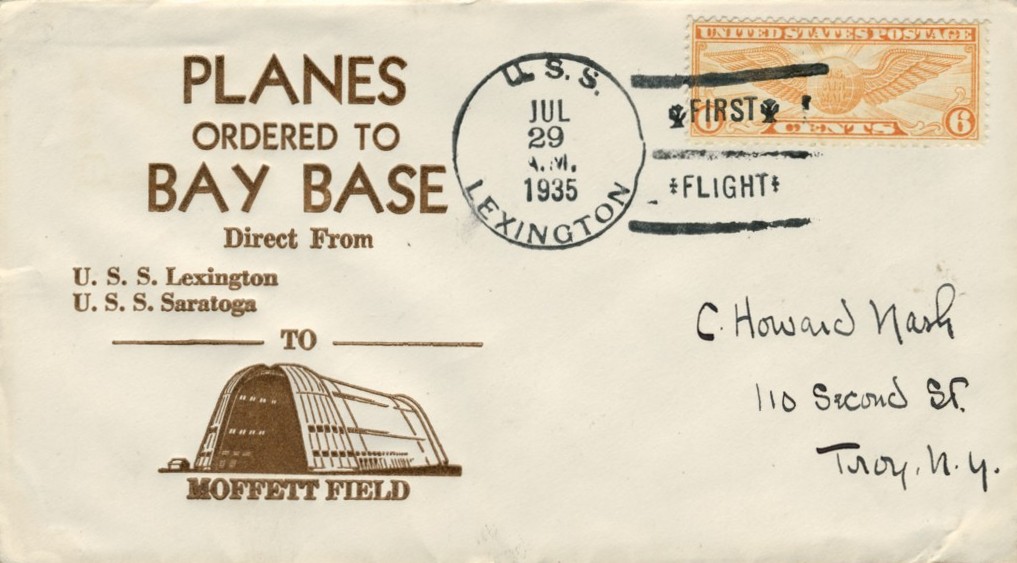 PLANES
ORDERED TO
BAY BASE
Direct From
U. S. S. Lexington
U. S. S. Saratoga
TO
MOFFETT FIELD
U. S. S.
JUL
29
A.M.
1935
LEXINGTON
FIRST
FLIGHT
UNITED STATES POSTAGE
6 CENTS 6
C. Howard Nash
110 Second St.
Troy, N.Y.